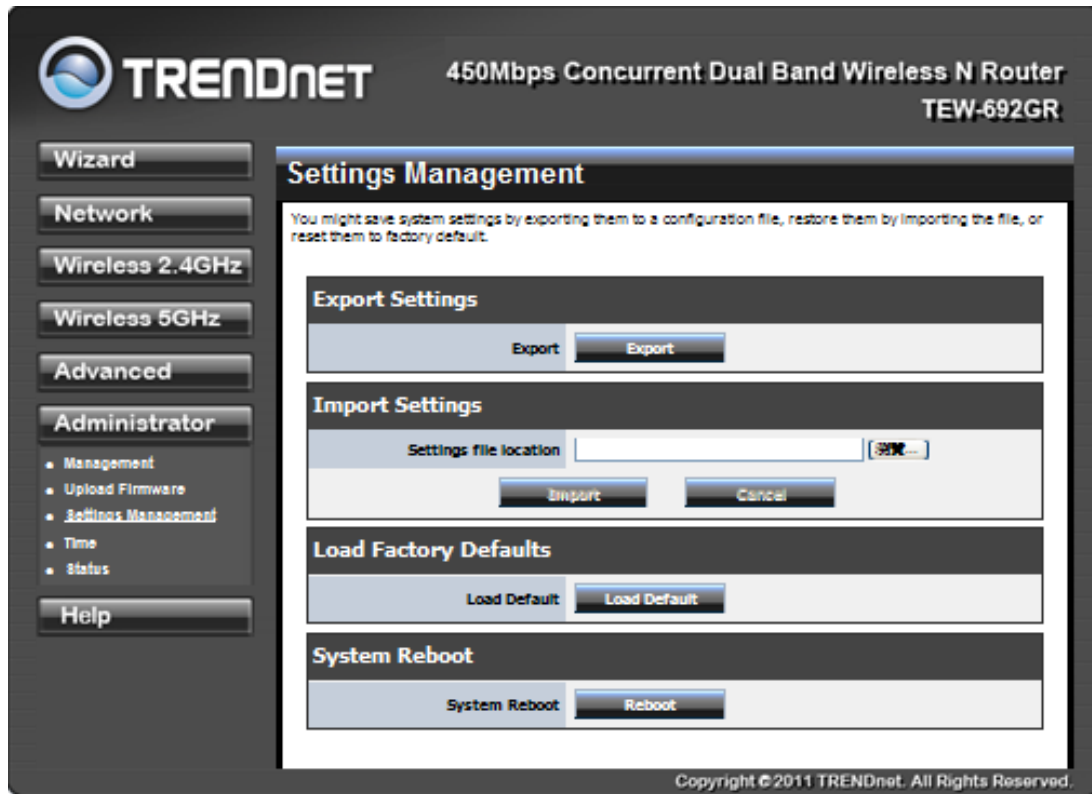 TRENDNET
450Mbps Concurrent Dual Band Wireless N Router
TEW-692GR
Wizard
Network
Wireless 2.4GHz
Wireless 5GHz
Advanced
Administrator
Management
Upload Firmware
Settings Management
Time
Status
Help
Settings Management
You might save system settings by exporting them to a configuration file, restore them by importing the file, or
reset them to factory default.
Export Settings
Export Export
Import Settings
Settings file location
Import Cancel
Load Factory Defaults
Load Default Load Default
System Reboot
System Reboot Reboot
Copyright © 2011 TRENDnet. All Rights Reserved.